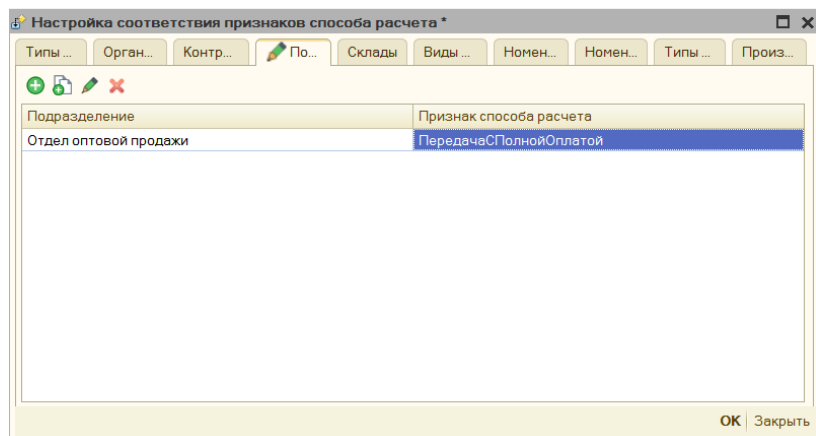 Настройка соответствия признаков способа расчета *
Типы ... Орган... Контр... По... Склады Виды ... Номен... Номен... Типы ... Произ...
Подразделение Признак способа расчета
Отдел оптовой продажи ПередачаСПолнойОплатой
ОК Закрыть